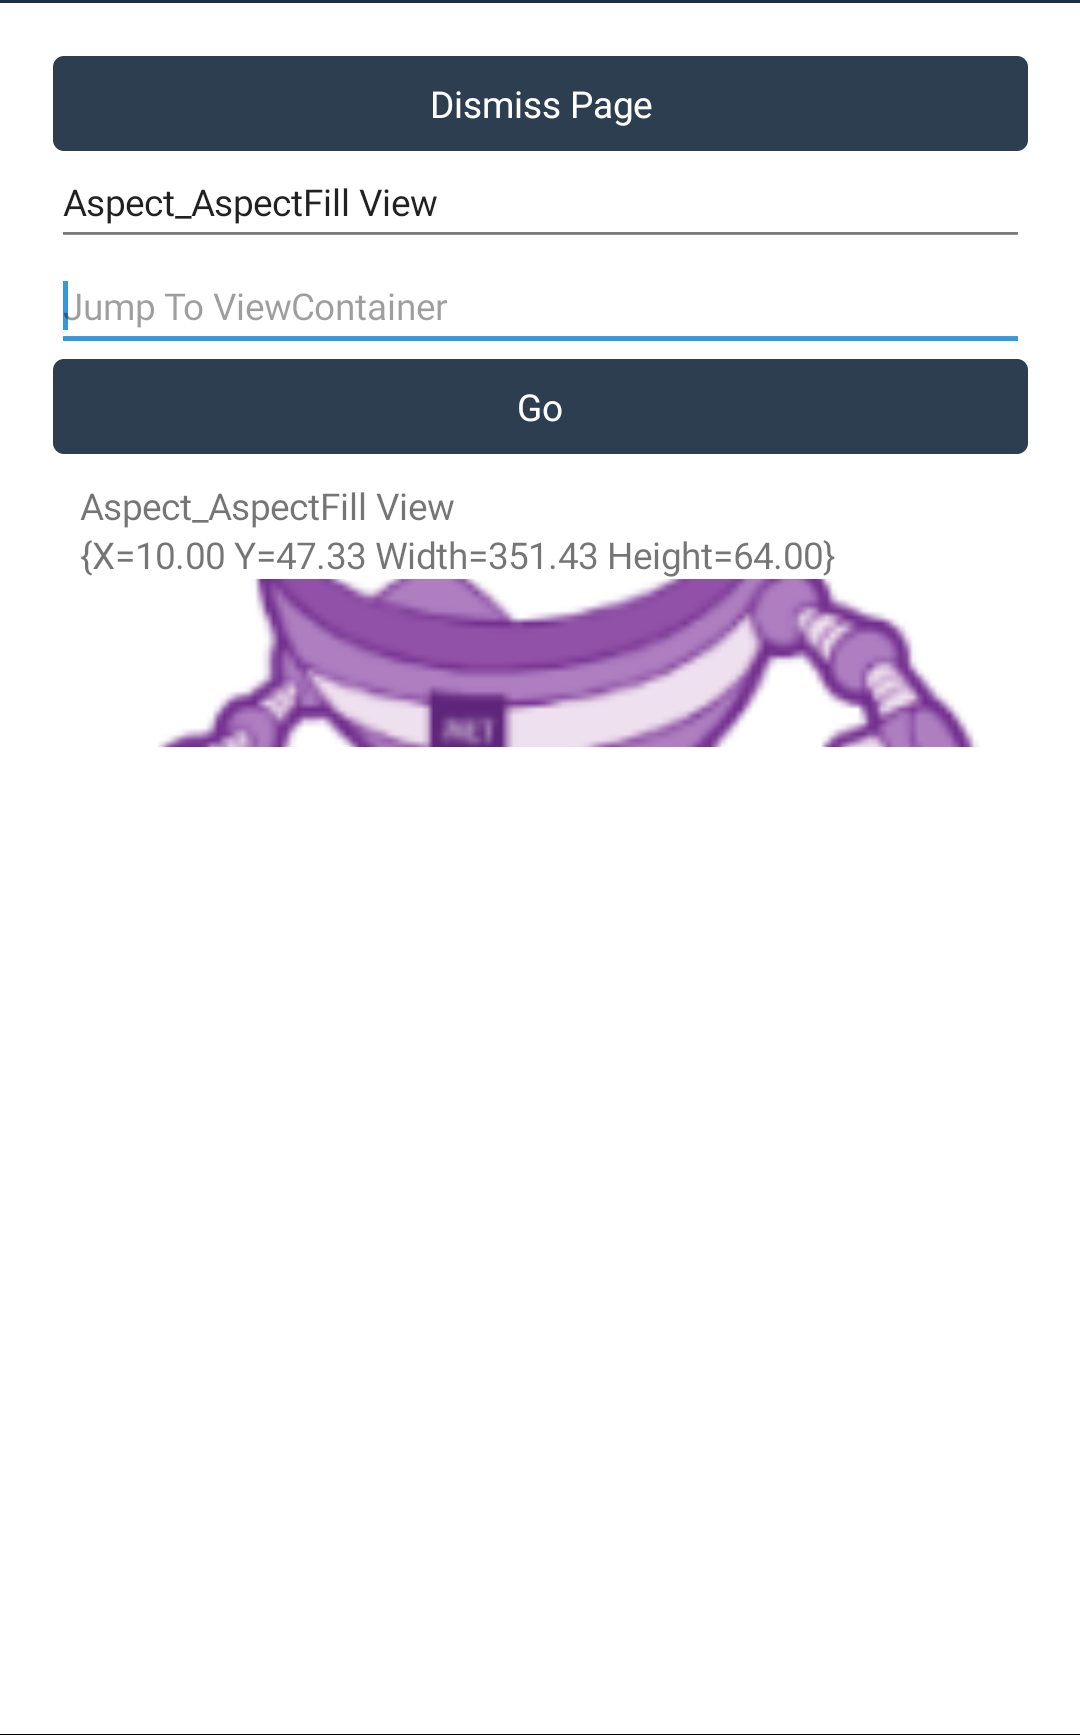 Dismiss Page
Aspect_AspectFill View
Jump To ViewContainer
Go
Aspect_AspectFill View
{X=10.00 Y=47.33 Width=351.43 Height=64.00}
.NET